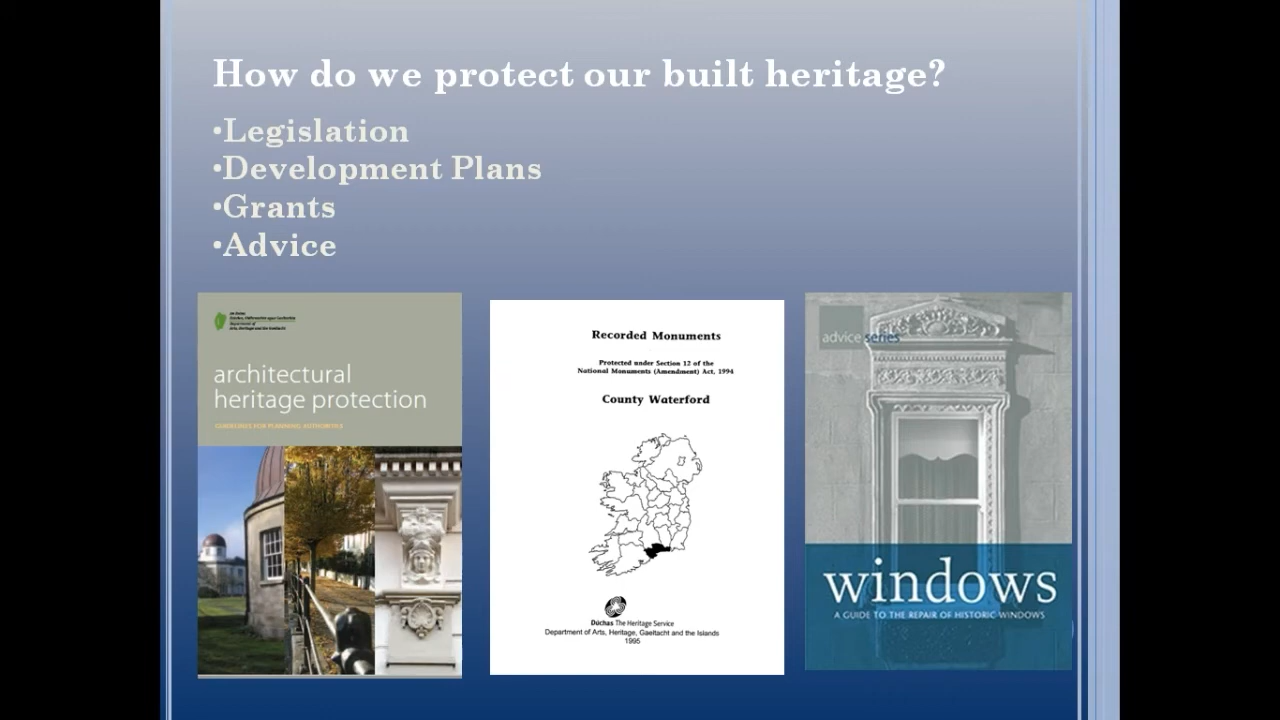 How do we protect our built heritage?
•Legislation
•Development Plans
•Grants
•Advice
architectural
heritage protection
GUIDELINES FOR PLANNING AUTHORITIES
Recorded Monuments
Protected under Section 12 of the
National Monuments (Amendment) Act, 1994
County Waterford
Dúchas The Heritage Service
Department of Arts, Heritage, Gaeltacht and the Islands
1995
advice series
windows
A GUIDE TO THE REPAIR OF HISTORIC WINDOWS